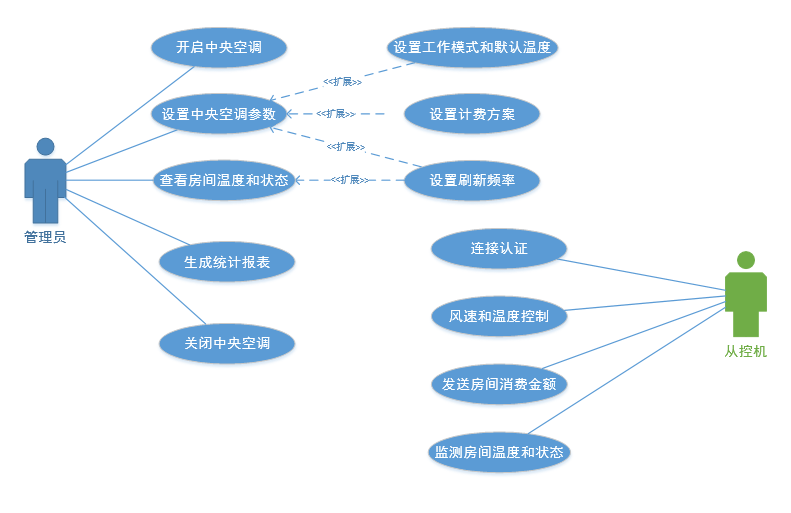 开启中央空调
设置工作模式和默认温度
<<扩展>>
设置中央空调参数
<<扩展>>
设置计费方案
<<扩展>>
查看房间温度和状态
<<扩展>>
设置刷新频率
管理员
连接认证
生成统计报表
风速和温度控制
关闭中央空调
从控机
发送房间消费金额
监测房间温度和状态